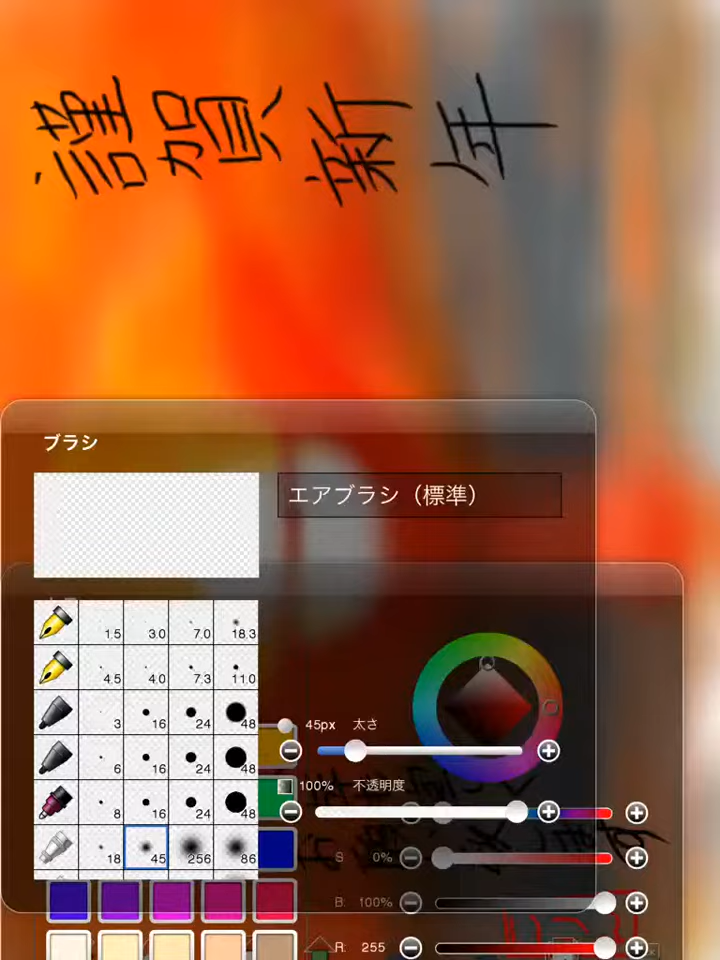 謹賀新年
ブラシ
エアブラシ（標準）
1.5 3.0 7.0 18.3
4.5 4.0 7.3 11.0
3 16 24 48
6 16 24 48
8 16 24 48
18 45 256 86
45px 太さ
100% 不透明度
S 0%
B: 100%
R: 255